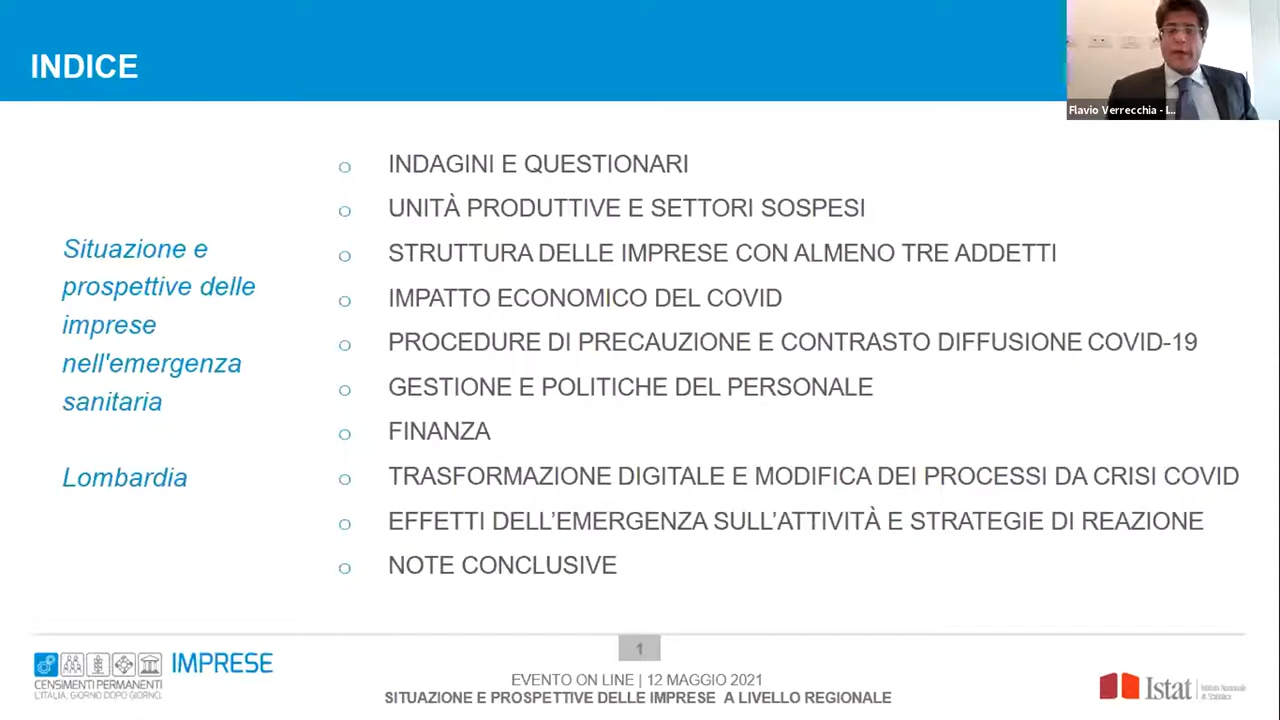 INDICE
Flavio Verrecchia - I...
Situazione e
prospettive delle
imprese
nell'emergenza
sanitaria
Lombardia
INDAGINI E QUESTIONARI
UNITÀ PRODUTTIVE E SETTORI SOSPESI
STRUTTURA DELLE IMPRESE CON ALMENO TRE ADDETTI
IMPATTO ECONOMICO DEL COVID
PROCEDURE DI PRECAUZIONE E CONTRASTO DIFFUSIONE COVID-19
GESTIONE E POLITICHE DEL PERSONALE
FINANZA
TRASFORMAZIONE DIGITALE E MODIFICA DEI PROCESSI DA CRISI COVID
EFFETTI DELL’EMERGENZA SULL’ATTIVITÀ E STRATEGIE DI REAZIONE
NOTE CONCLUSIVE
1
IMPRESE
CENSIMENTI PERMANENTI
L'ITALIA, GIORNO DOPO GIORNO.
EVENTO ON LINE | 12 MAGGIO 2021
SITUAZIONE E PROSPETTIVE DELLE IMPRESE A LIVELLO REGIONALE
Istat
Istituto Nazionale
di Statistica